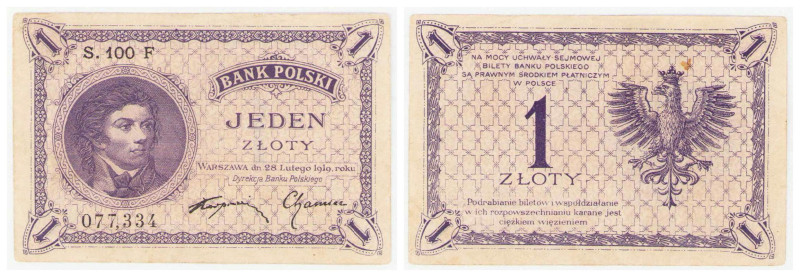 1
1
S. 100 F
BANK POLSKI
JEDEN
ZŁOTY
WARSZAWA dn 28 Lutego 1919. roku
Dyrekcja Banku Polskiego
077,334
1
1
1
1
NA MOCY UCHWAŁY SEJMOWEJ
BILETY BANKU POLSKIEGO
SĄ PRAWNYM ŚRODKIEM PŁATNICZYM
W POLSCE
1
ZŁOTY
Podrabianie biletów i współdziałanie
w ich rozpowszechnianiu karane jest
ciężkiem więzieniem
1
1